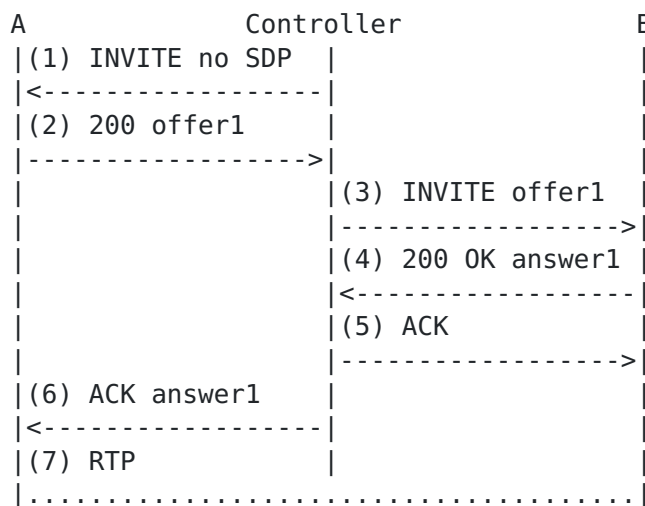 A Controller B
|(1) INVITE no SDP | |
|<------------------| |
|(2) 200 offer1 | |
|------------------>| |
| |(3) INVITE offer1 |
| |------------------>|
| |(4) 200 OK answer1 |
| |<------------------|
| |(5) ACK |
| |------------------>|
|(6) ACK answer1 | |
|<------------------| |
|(7) RTP | |
|.......................................|